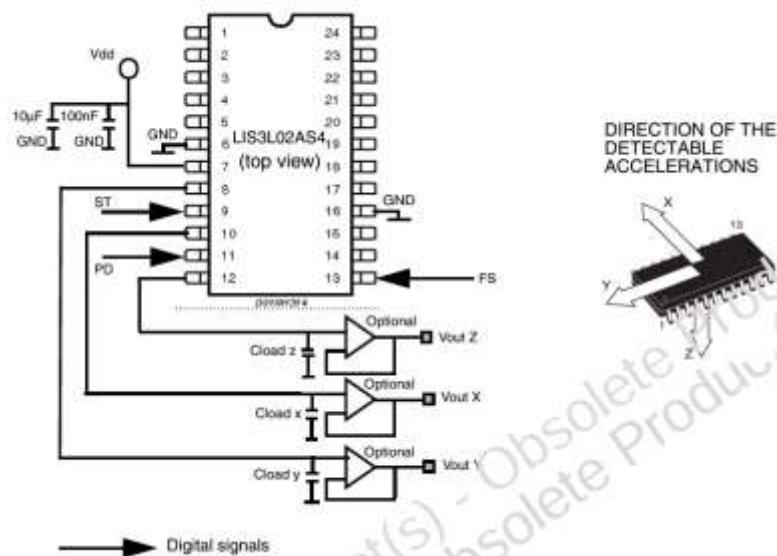 Vdd
10µF
100nF
GND
GND
GND
LIS3L02AS4
(top view)
1
2
3
4
5
6
7
8
9
10
11
12
24
23
22
21
20
19
18
17
16
15
14
13
GND
ST
PD
FS
Optional
Cload z
Vout Z
Optional
Cload x
Vout X
Optional
Cload y
Vout Y
Digital signals
DIRECTION OF THE
DETECTABLE
ACCELERATIONS
X
Y
Z
13
1
t(s) - Obsolete Produ
bsolete Product